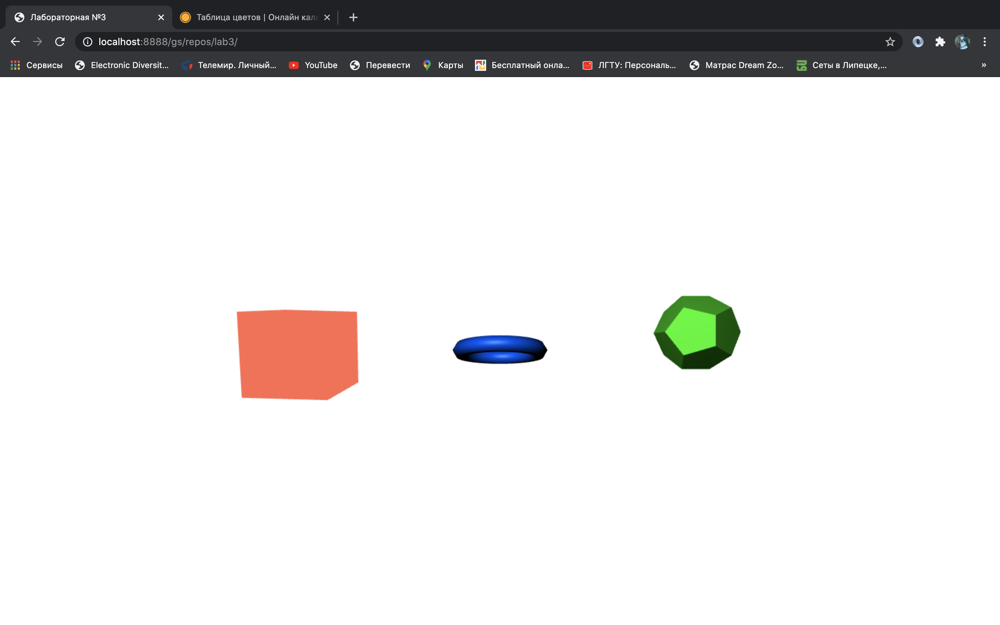 Лабораторная №3
Таблица цветов | Онлайн каль
localhost:8888/gs/repos/lab3/
Сервисы Electronic Diversit... Телемир. Личный... YouTube Перевести Карты Бесплатный онла... ЛГТУ: Персональ... Матрас Dream Zo... Сеты в Липецке,... »